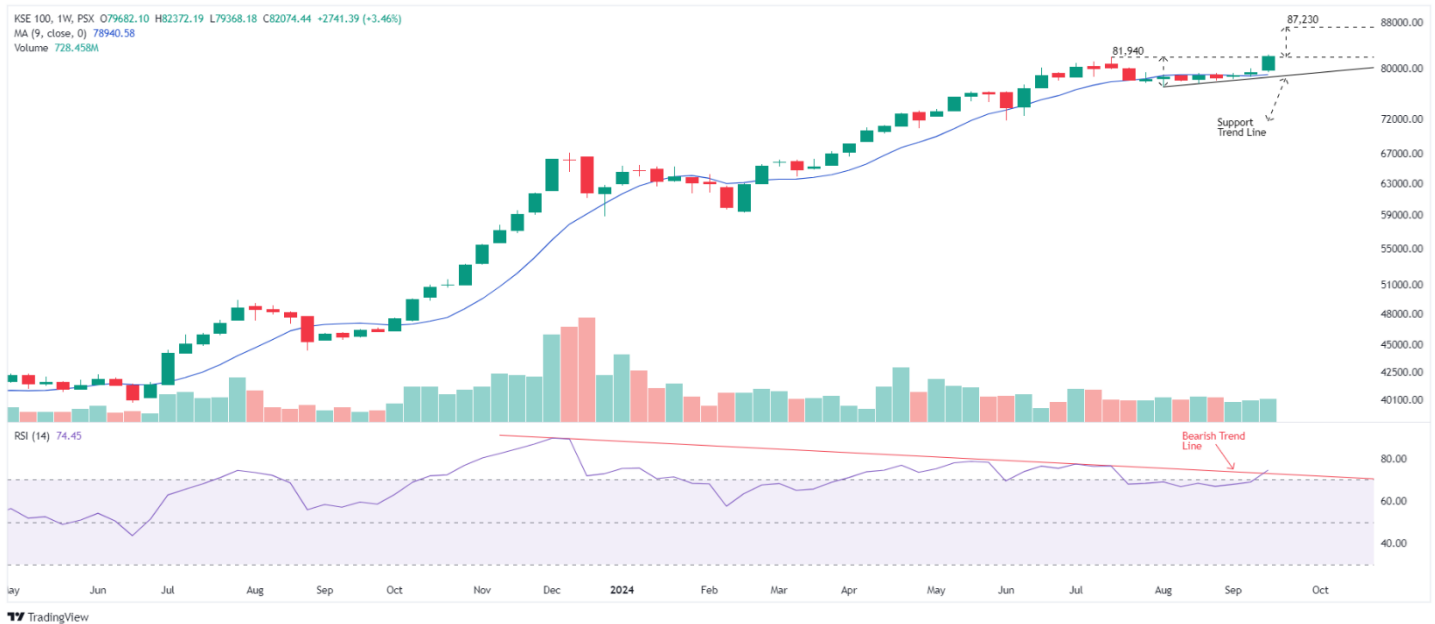 KSE 100, 1W, PSX O79682.10 H82372.19 L79368.18 C82074.44 +2741.39 (+3.46%)
MA (9, close, 0) 78940.58
Volume 728.458M
87,230
81,940
Support
Trend Line
88000.00
80000.00
72000.00
67000.00
63000.00
59000.00
55000.00
51000.00
48000.00
45000.00
42500.00
40100.00
RSI (14) 74.45
Bearish Trend
Line
80.00
60.00
40.00
ay Jun Jul Aug Sep Oct Nov Dec 2024 Feb Mar Apr May Jun Jul Aug Sep Oct
TradingView